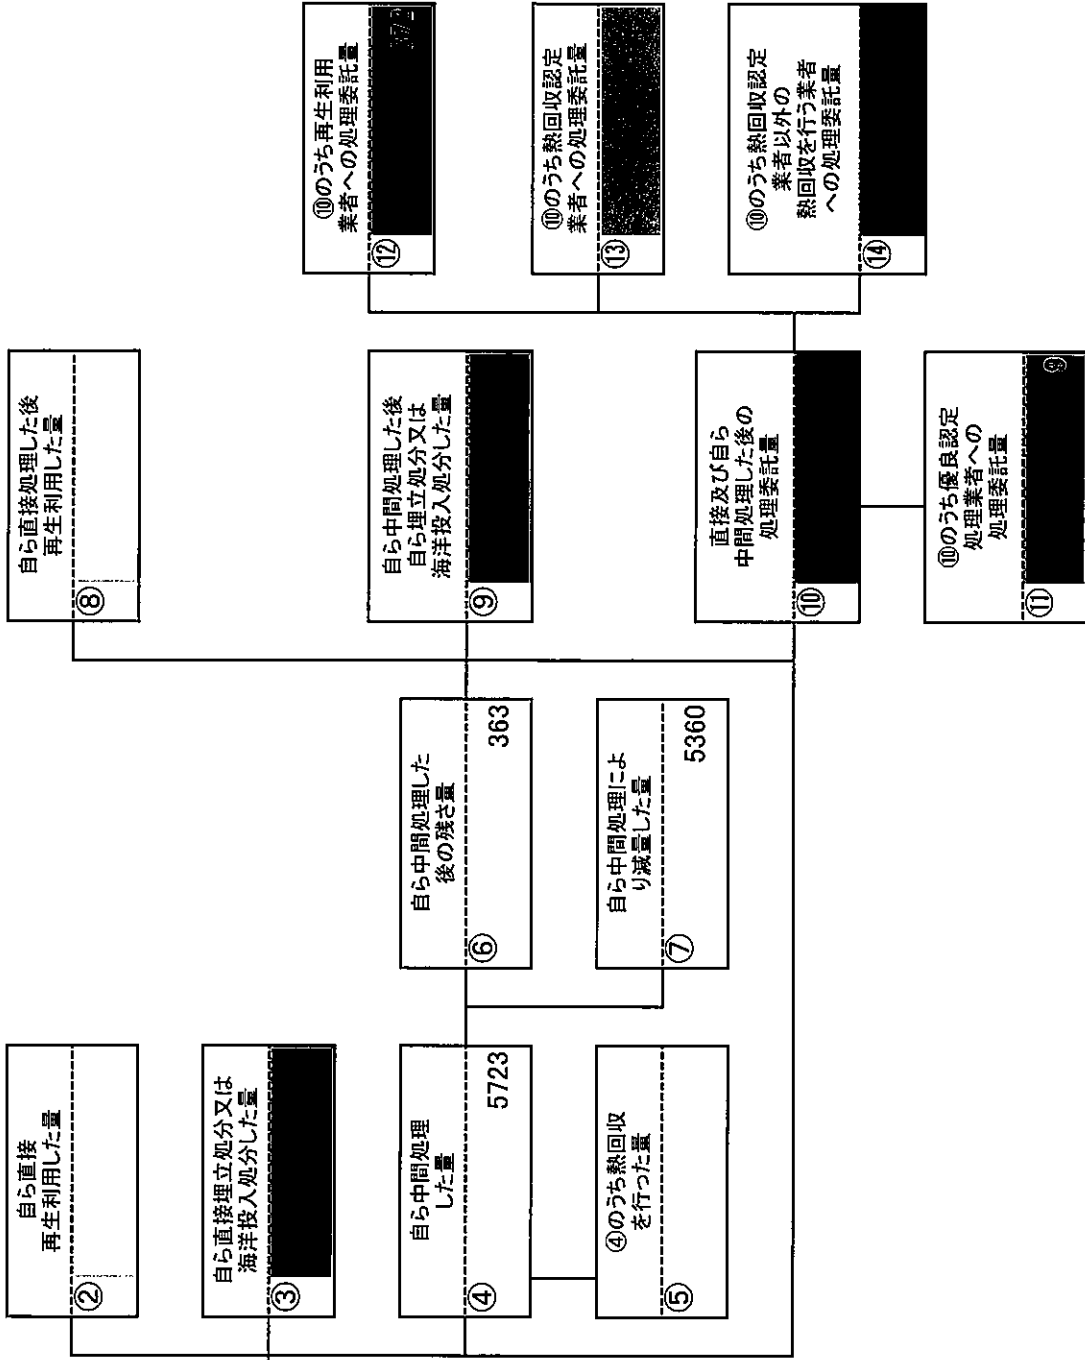 自ら直接
再生利用した量
②
自ら直接埋立処分又は
海洋投入処分した量
③
自ら中間処理
した量
④
5723
④のうち熱回収
を行った量
⑤
自ら中間処理した
後の残さ量
⑥
363
自ら中間処理によ
り減量した量
⑦
5360
自ら直接処理した後
再生利用した量
⑧
自ら中間処理した後
自ら埋立処分又は
海洋投入処分した量
⑨
直接及び自ら
中間処理した後の
処理委託量
⑩
⑩のうち優良認定
処理業者への
処理委託量
⑪
⑩のうち再生利用
業者への処理委託量
⑫
⑩のうち熱回収認定
業者への処理委託量
⑬
⑩のうち熱回収認定
業者以外の
熱回収を行う業者
への処理委託量
⑭